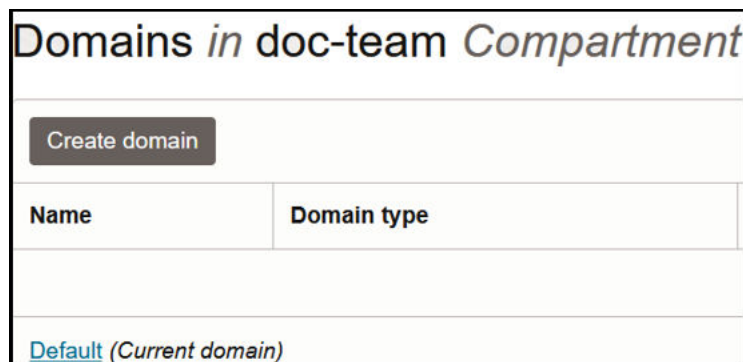 Domains in doc-team Compartment
Create domain
Name Domain type
Default (Current domain)